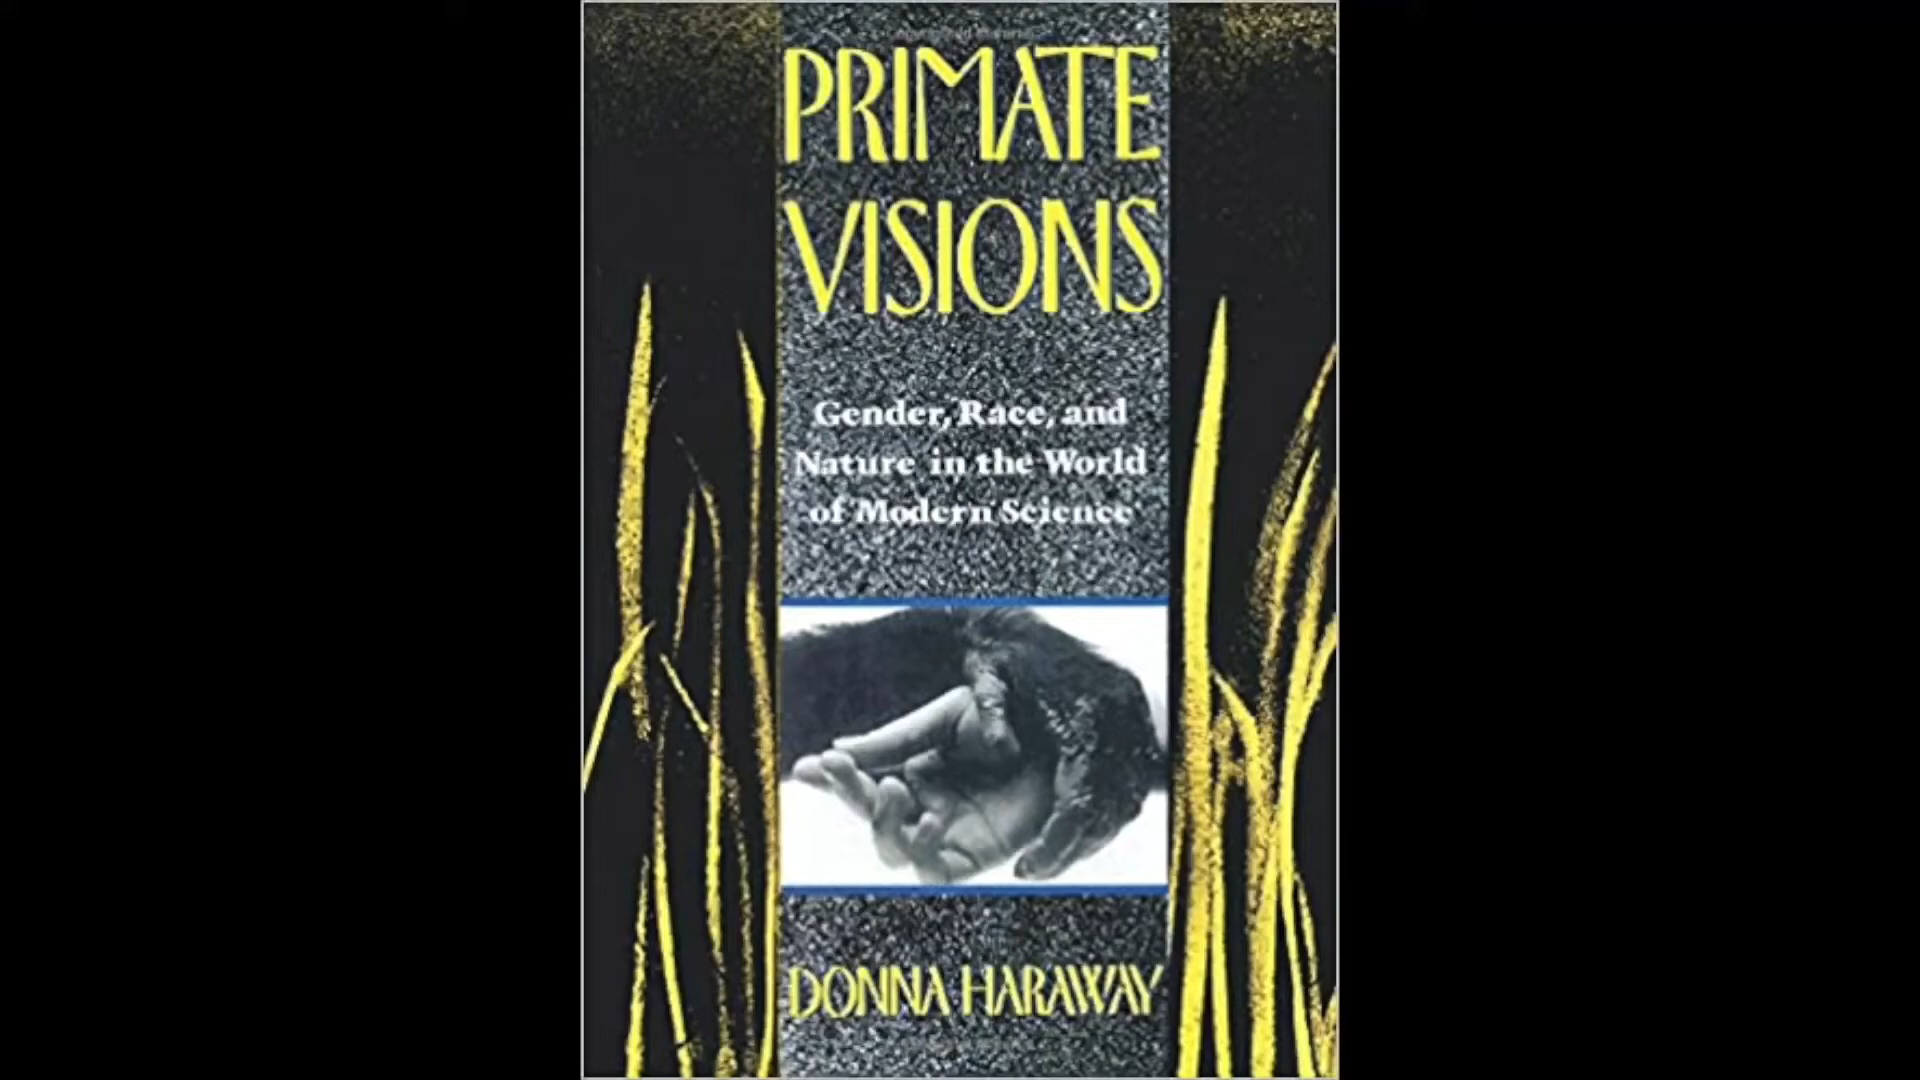 PRIMATE
VISIONS
Gender, Race, and
Nature in the World
of Modern Science
DONNA HARAWAY